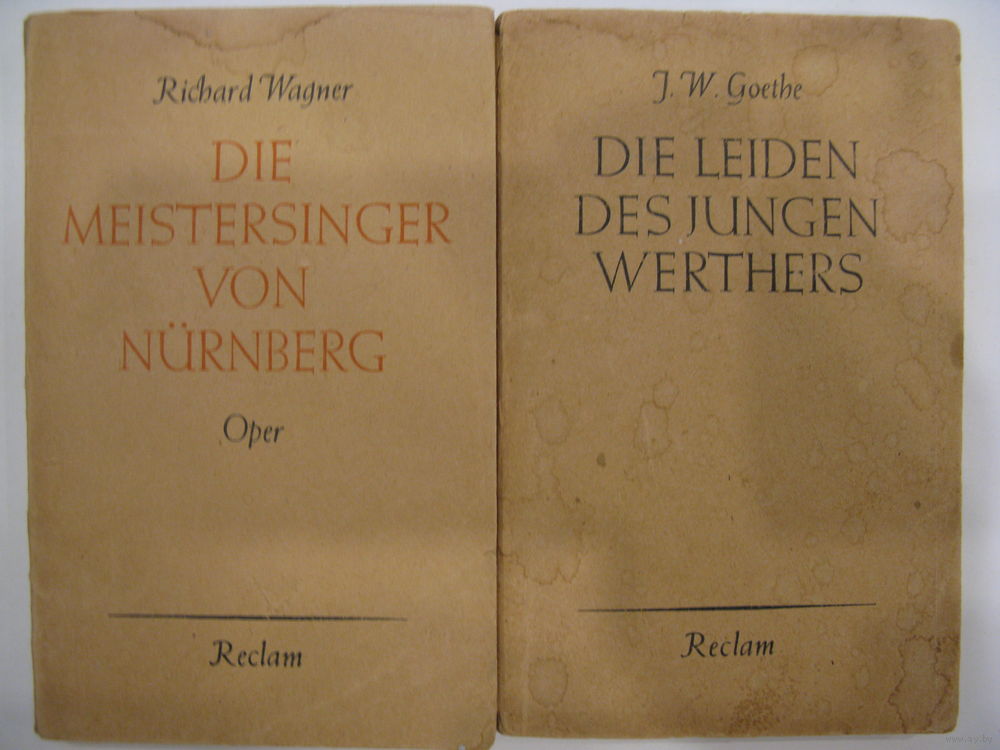 Richard Wagner
DIE
MEISTERSINGER
VON
NÜRNBERG
Oper
Reclam
J. W. Goethe
DIE LEIDEN
DES JUNGEN
WERTHERS
Reclam